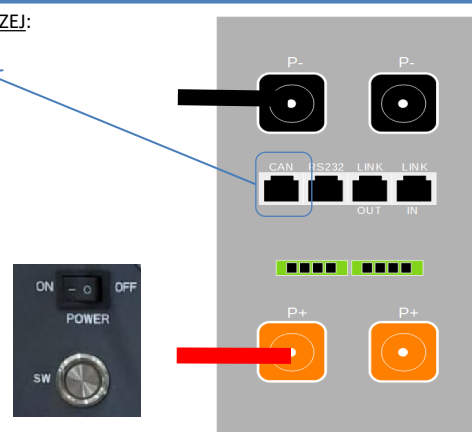 ZEJ:
P- P-
CAN RS232 LINK LINK
OUT IN
ON – O OFF
POWER
SW
P+ P+